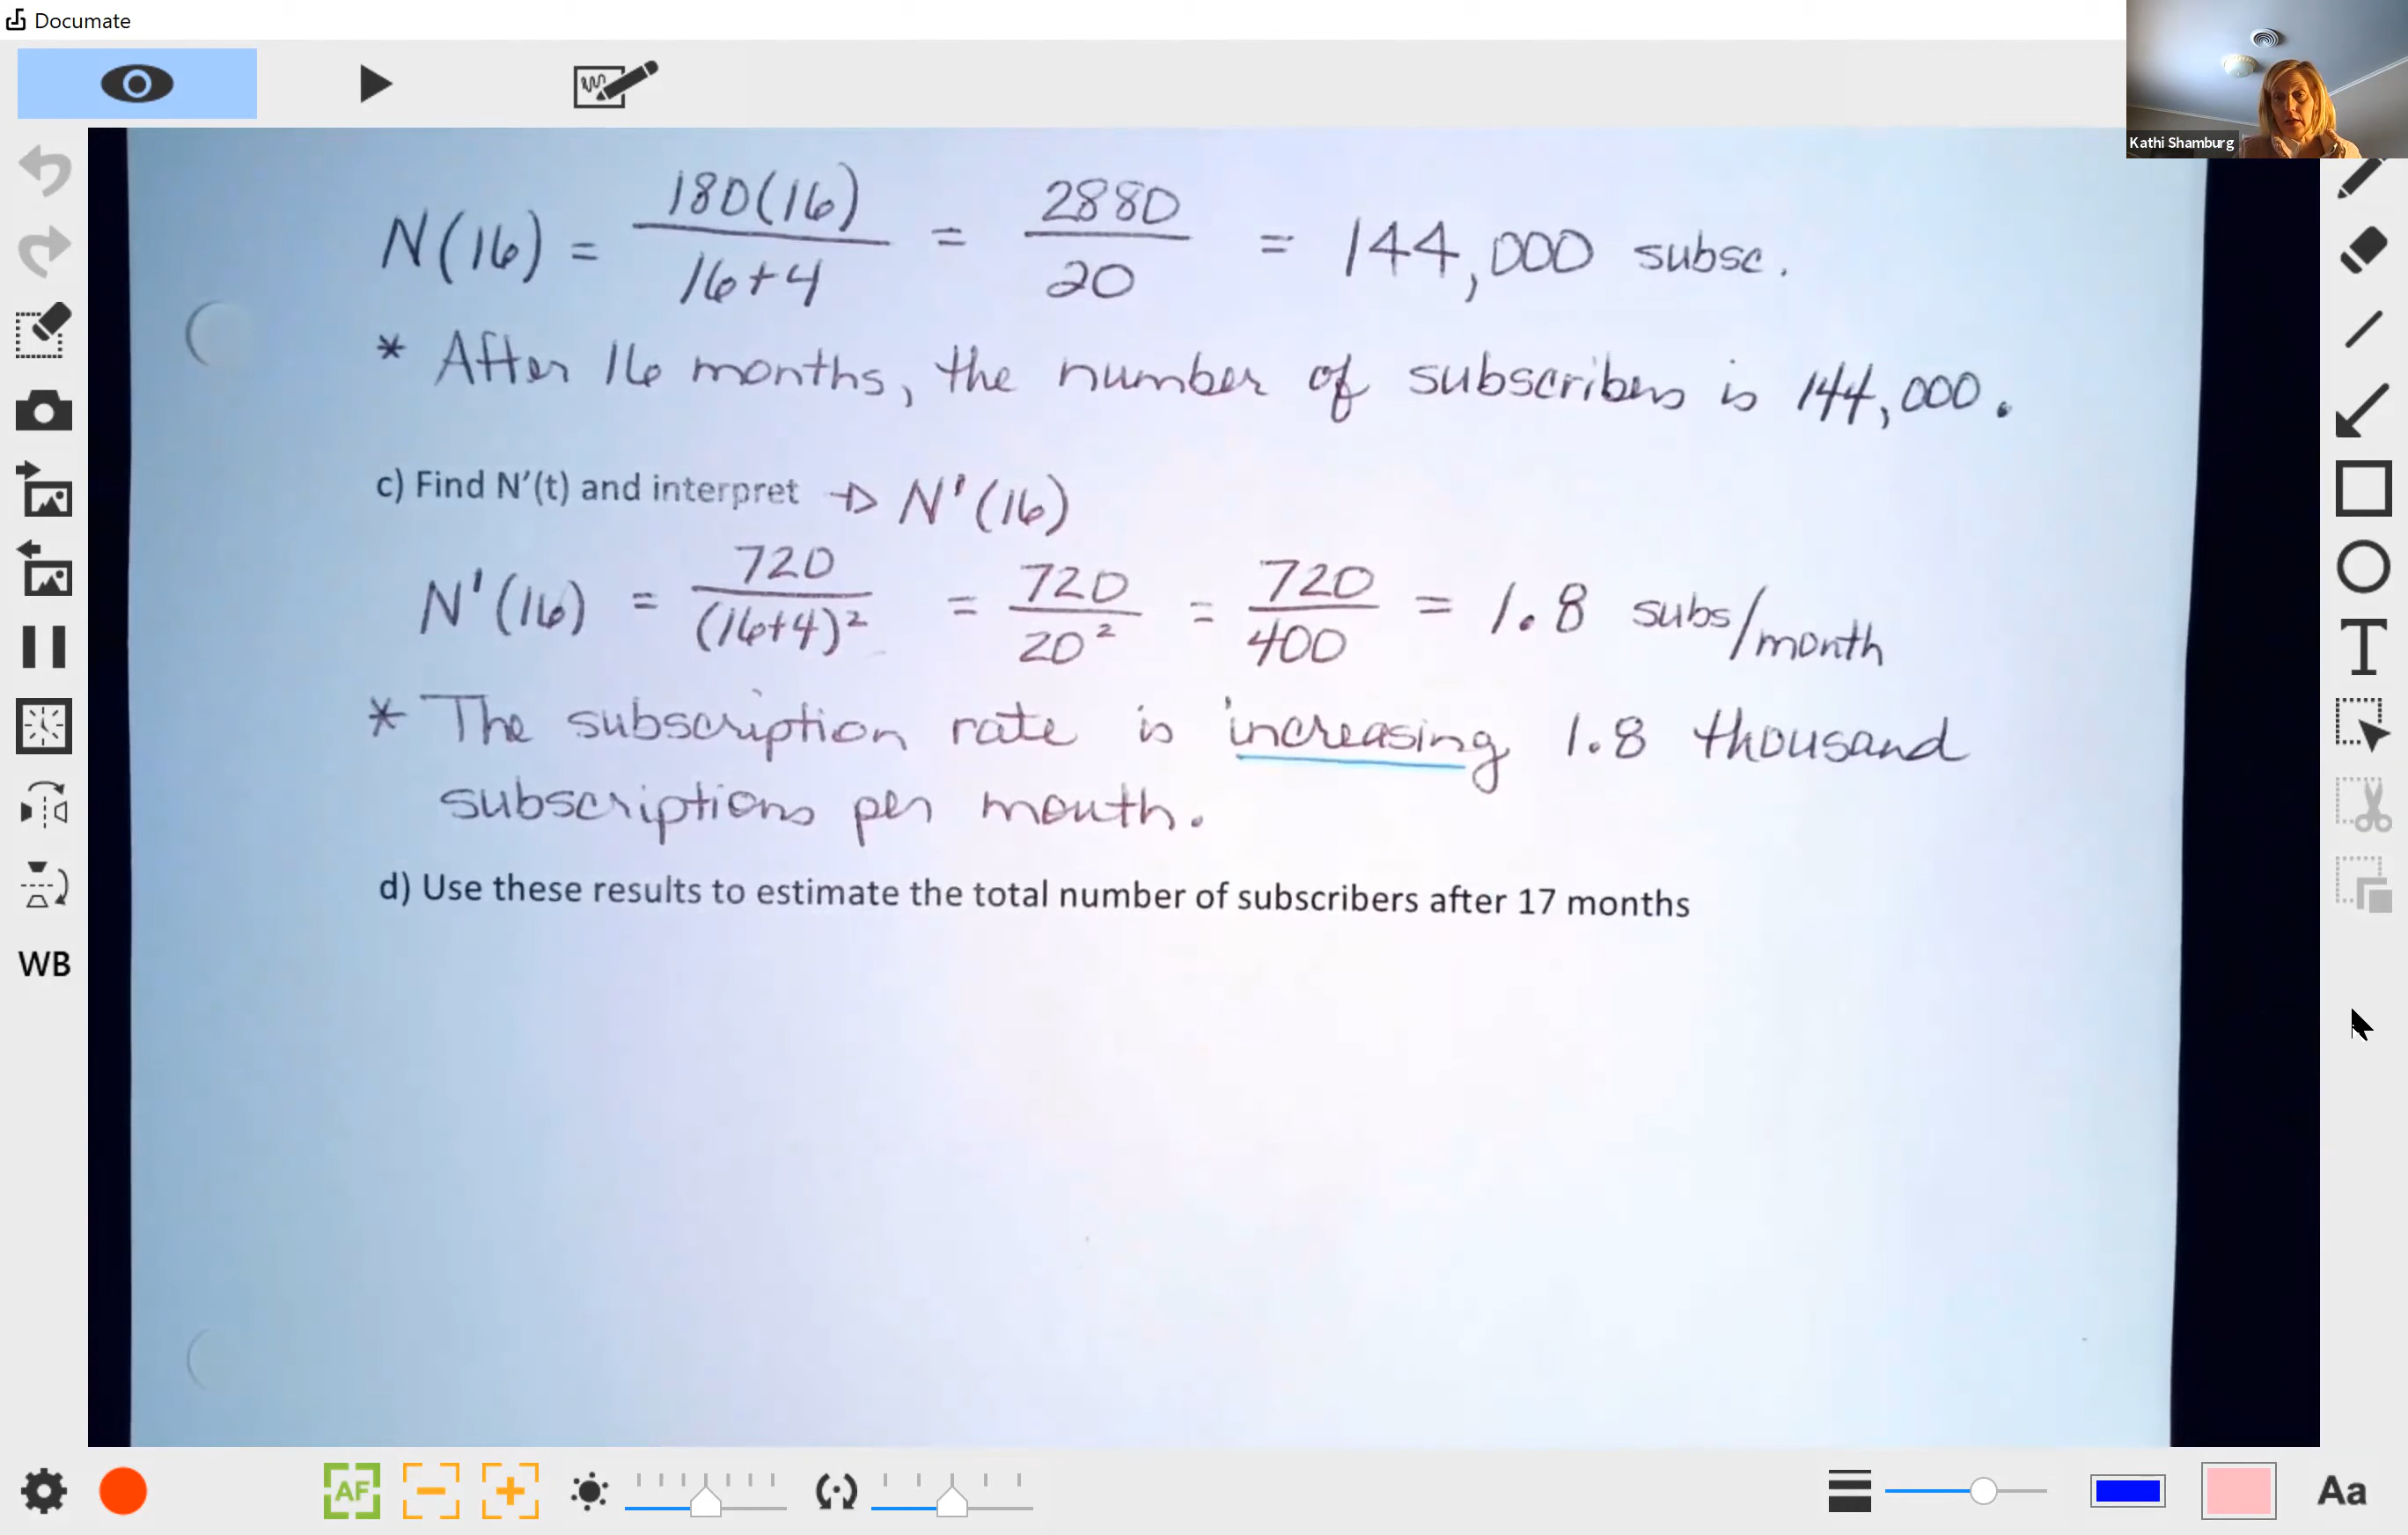 Documate
Kathi Shamburg
N(16) = 180(16) / 16+4 = 2880 / 20 = 144,000 subsc.
* After 16 months, the number of subscribers is 144,000.
c) Find N'(t) and interpret → N'(16)
N'(16) = 720 / (16+4)² = 720 / 20² = 720 / 400 = 1.8 subs/month
* The subscription rate is increasing 1.8 thousand
subscriptions per month.
d) Use these results to estimate the total number of subscribers after 17 months
WB
AF
T
Aa